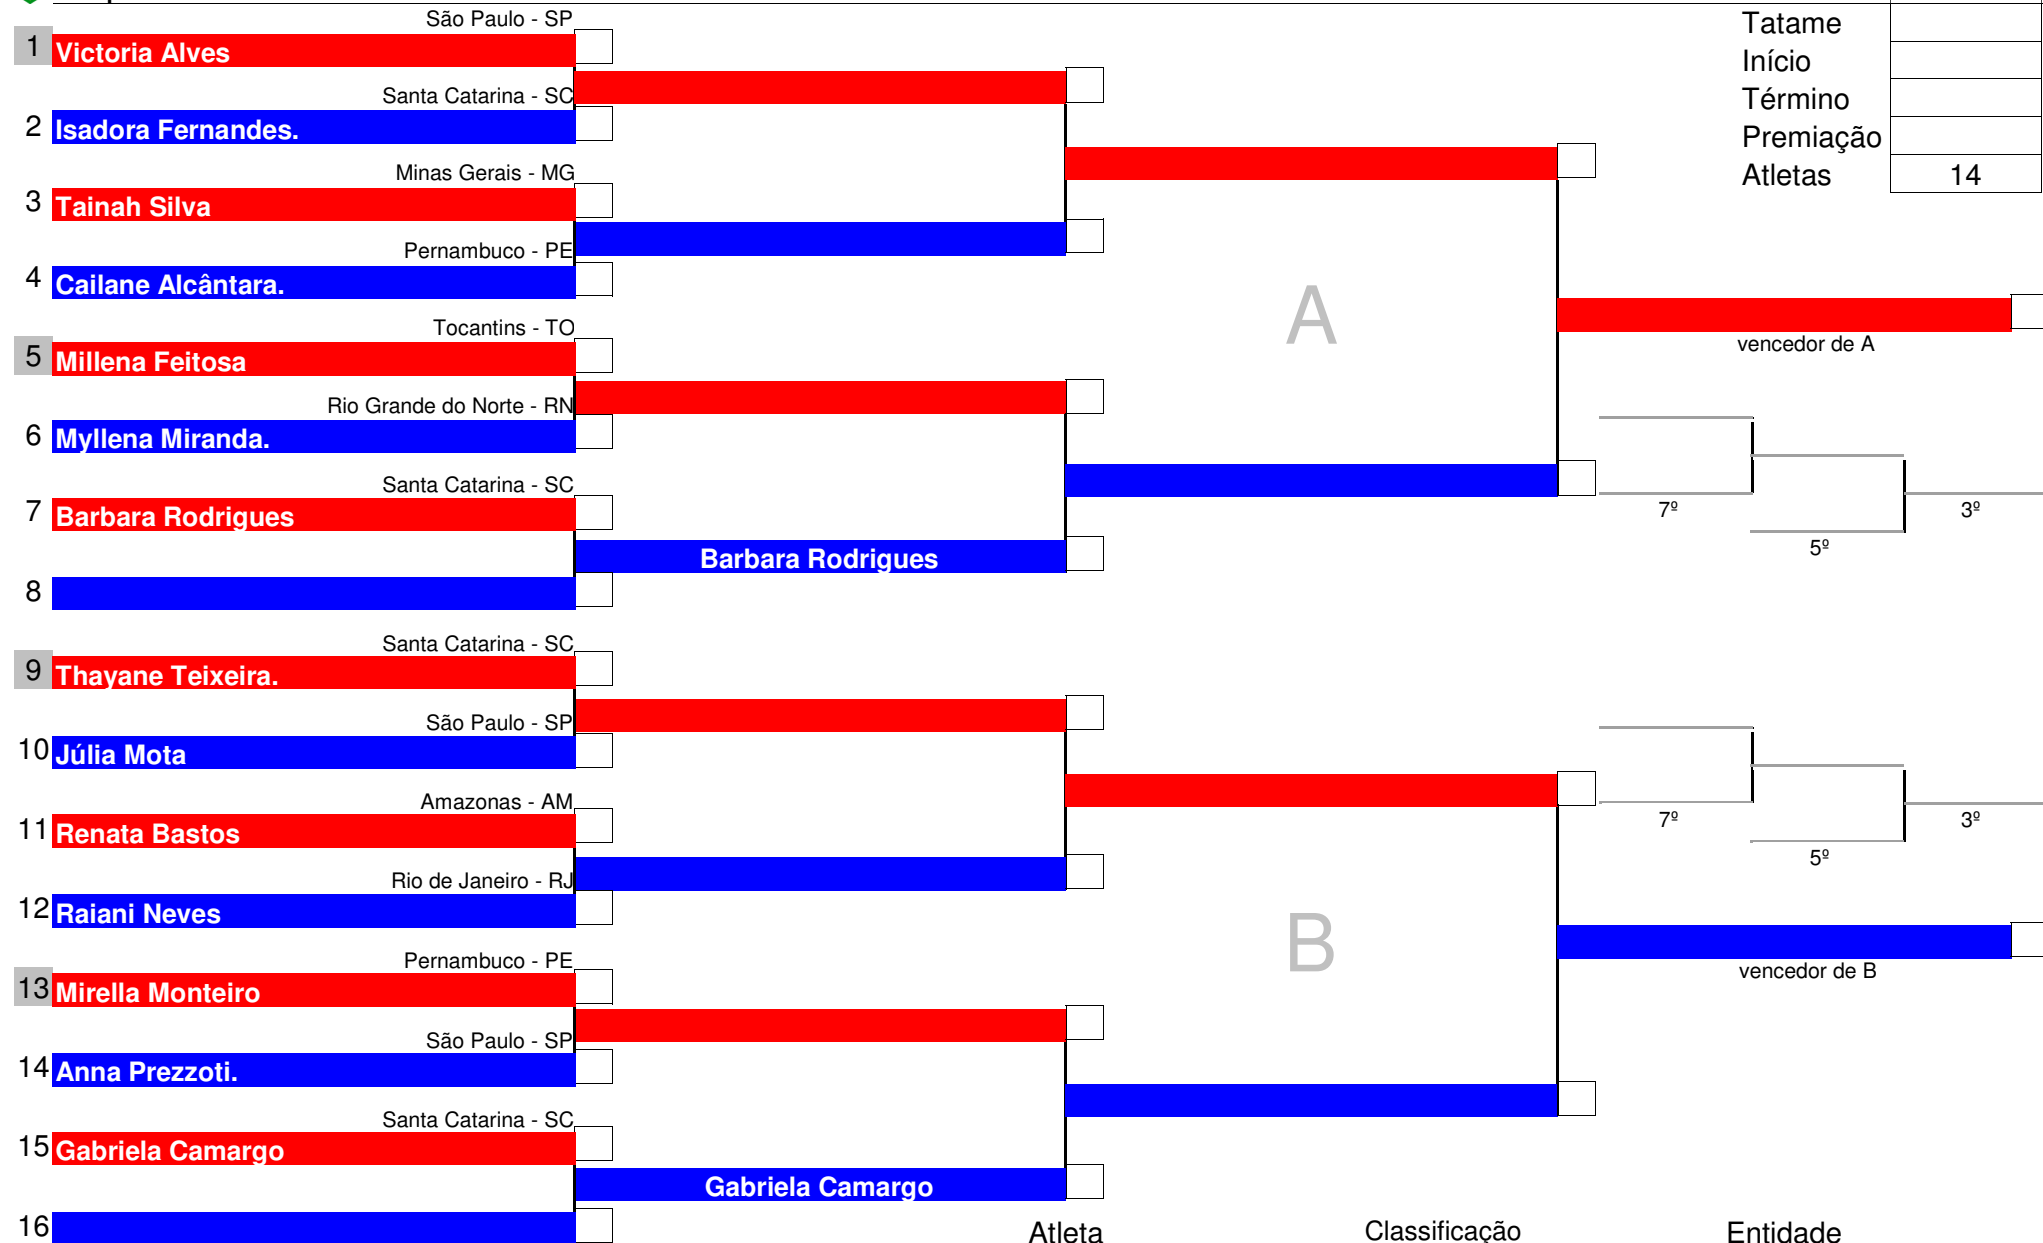 São Paulo - SP
1 Victoria Alves
Santa Catarina - SC
2 Isadora Fernandes.
Minas Gerais - MG
3 Tainah Silva
Pernambuco - PE
4 Cailane Alcântara.
Tocantins - TO
5 Millena Feitosa
Rio Grande do Norte - RN
6 Myllena Miranda.
Santa Catarina - SC
7 Barbara Rodrigues
Barbara Rodrigues
8
Santa Catarina - SC
9 Thayane Teixeira.
São Paulo - SP
10 Júlia Mota
Amazonas - AM
11 Renata Bastos
Rio de Janeiro - RJ
12 Raiani Neves
Pernambuco - PE
13 Mirella Monteiro
São Paulo - SP
14 Anna Prezzoti.
Santa Catarina - SC
15 Gabriela Camargo
Gabriela Camargo
16
A
B
Tatame
Início
Término
Premiação
Atletas 14
vencedor de A
7º
3º
5º
7º
3º
5º
vencedor de B
Atleta Classificação Entidade